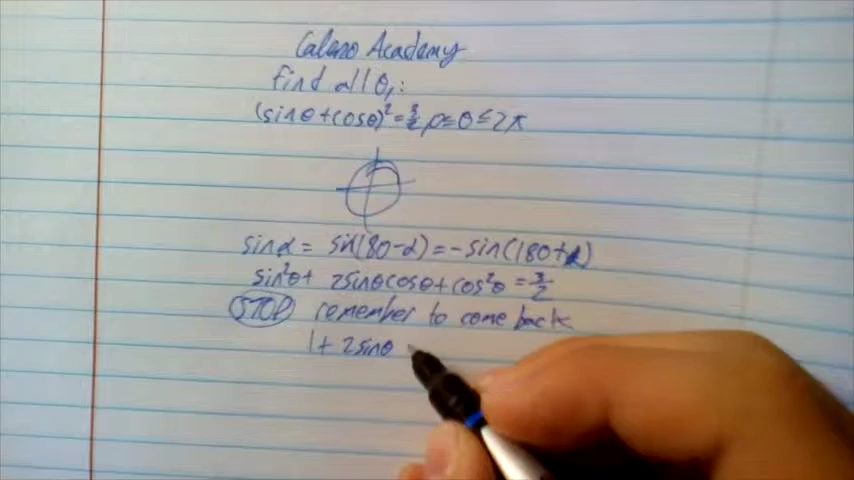 Calano Academy
find all θ,:
(sinθ+cosθ)²=3/2 0≤θ≤2π
sinα = sin(180-α)=-sin(180+α)
sin²θ+ 2sinθcosθ+cos²θ=3/2
STOP remember to come back
1+ 2sinθ